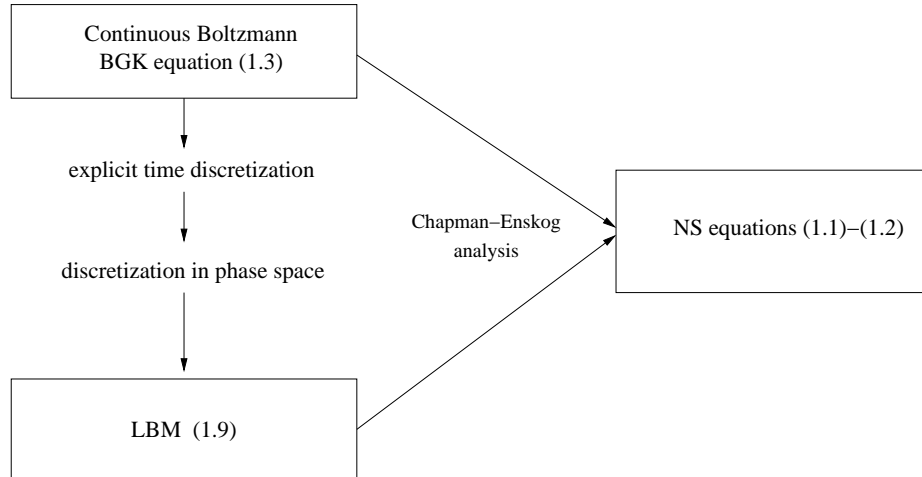 Continuous Boltzmann
BGK equation (1.3)
explicit time discretization
Chapman−Enskog
analysis
NS equations (1.1)−(1.2)
discretization in phase space
LBM (1.9)